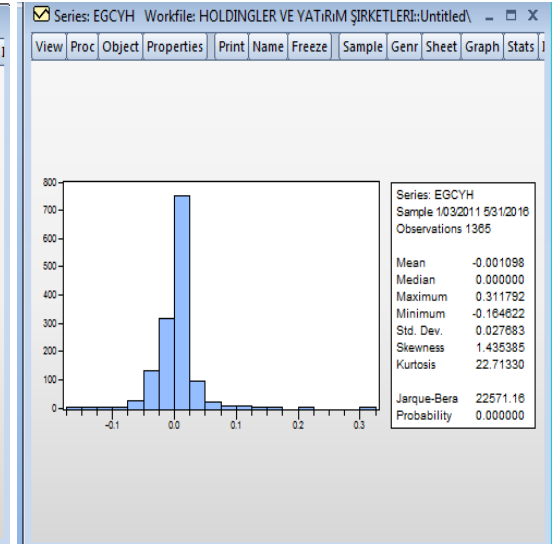 Series: EGCYH Workfile: HOLDINGLER VE YATıRıM ŞIRKETLERI::Untitled\
View Proc Object Properties Print Name Freeze Sample Genr Sheet Graph Stats
800
700
600
500
400
300
200
100
0
-0.1 0.0 0.1 0.2 0.3
Series: EGCYH
Sample 1/03/2011 5/31/2016
Observations 1365
Mean -0.001098
Median 0.000000
Maximum 0.311792
Minimum -0.164622
Std. Dev. 0.027683
Skewness 1.435385
Kurtosis 22.71330
Jarque-Bera 22571.16
Probability 0.000000